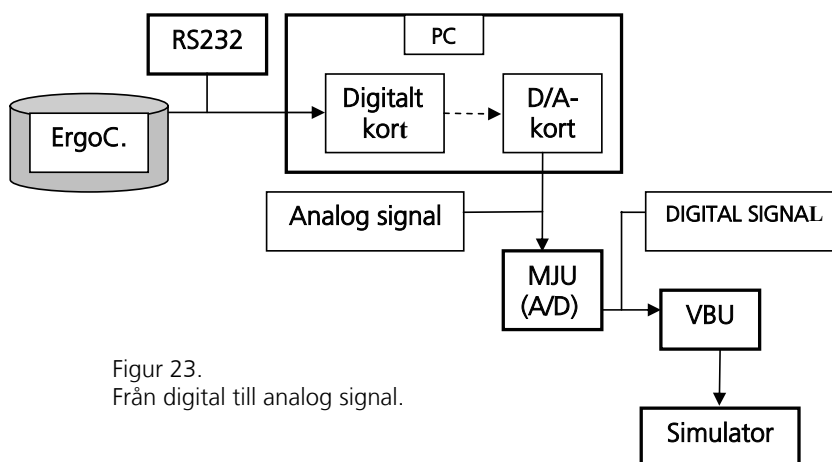 RS232
PC
Digitalt
kort
D/A-
kort
ErgoC.
Analog signal
DIGITAL SIGNAL
MJU
(A/D)
VBU
Figur 23.
Från digital till analog signal.
Simulator